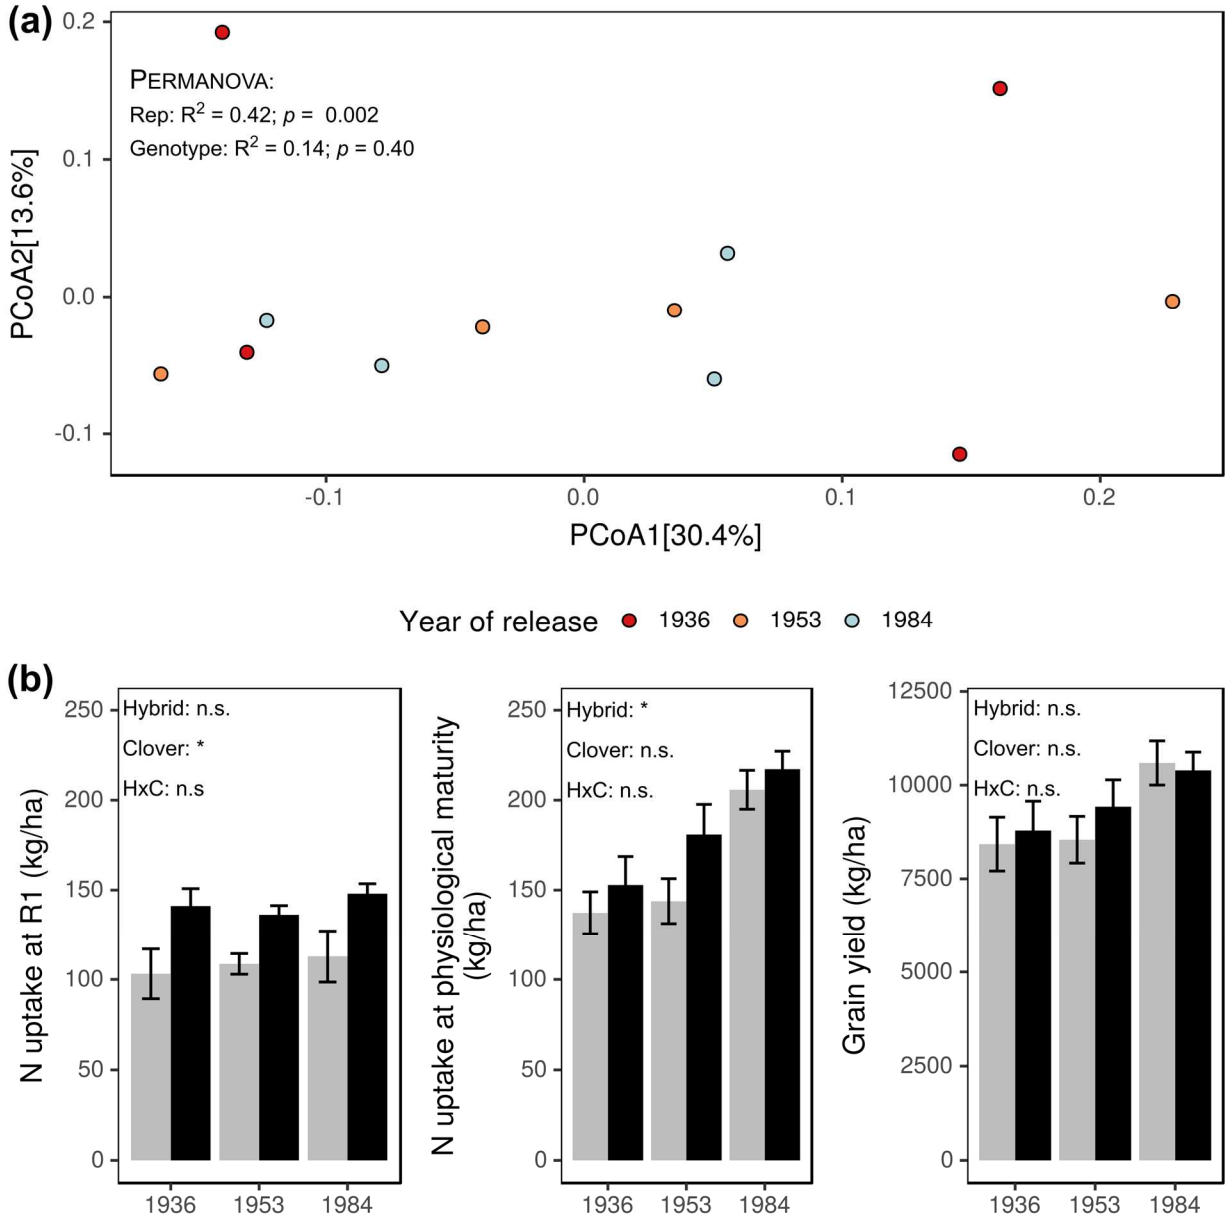 (a)
0.2
0.1
0.0
-0.1
PCoA2[13.6%]
PERMANOVA:
Rep: R² = 0.42; p = 0.002
Genotype: R² = 0.14; p = 0.40
-0.1
0.0
0.1
0.2
PCoA1[30.4%]
Year of release
1936
1953
1984
(b)
N uptake at R1 (kg/ha)
250
200
150
100
50
0
Hybrid: n.s.
Clover: *
HxC: n.s
1936
1953
1984
N uptake at physiological maturity
(kg/ha)
250
200
150
100
50
0
Hybrid: *
Clover: n.s.
HxC: n.s.
1936
1953
1984
Grain yield (kg/ha)
12500
10000
7500
5000
2500
0
Hybrid: n.s.
Clover: n.s.
HxC: n.s.
1936
1953
1984